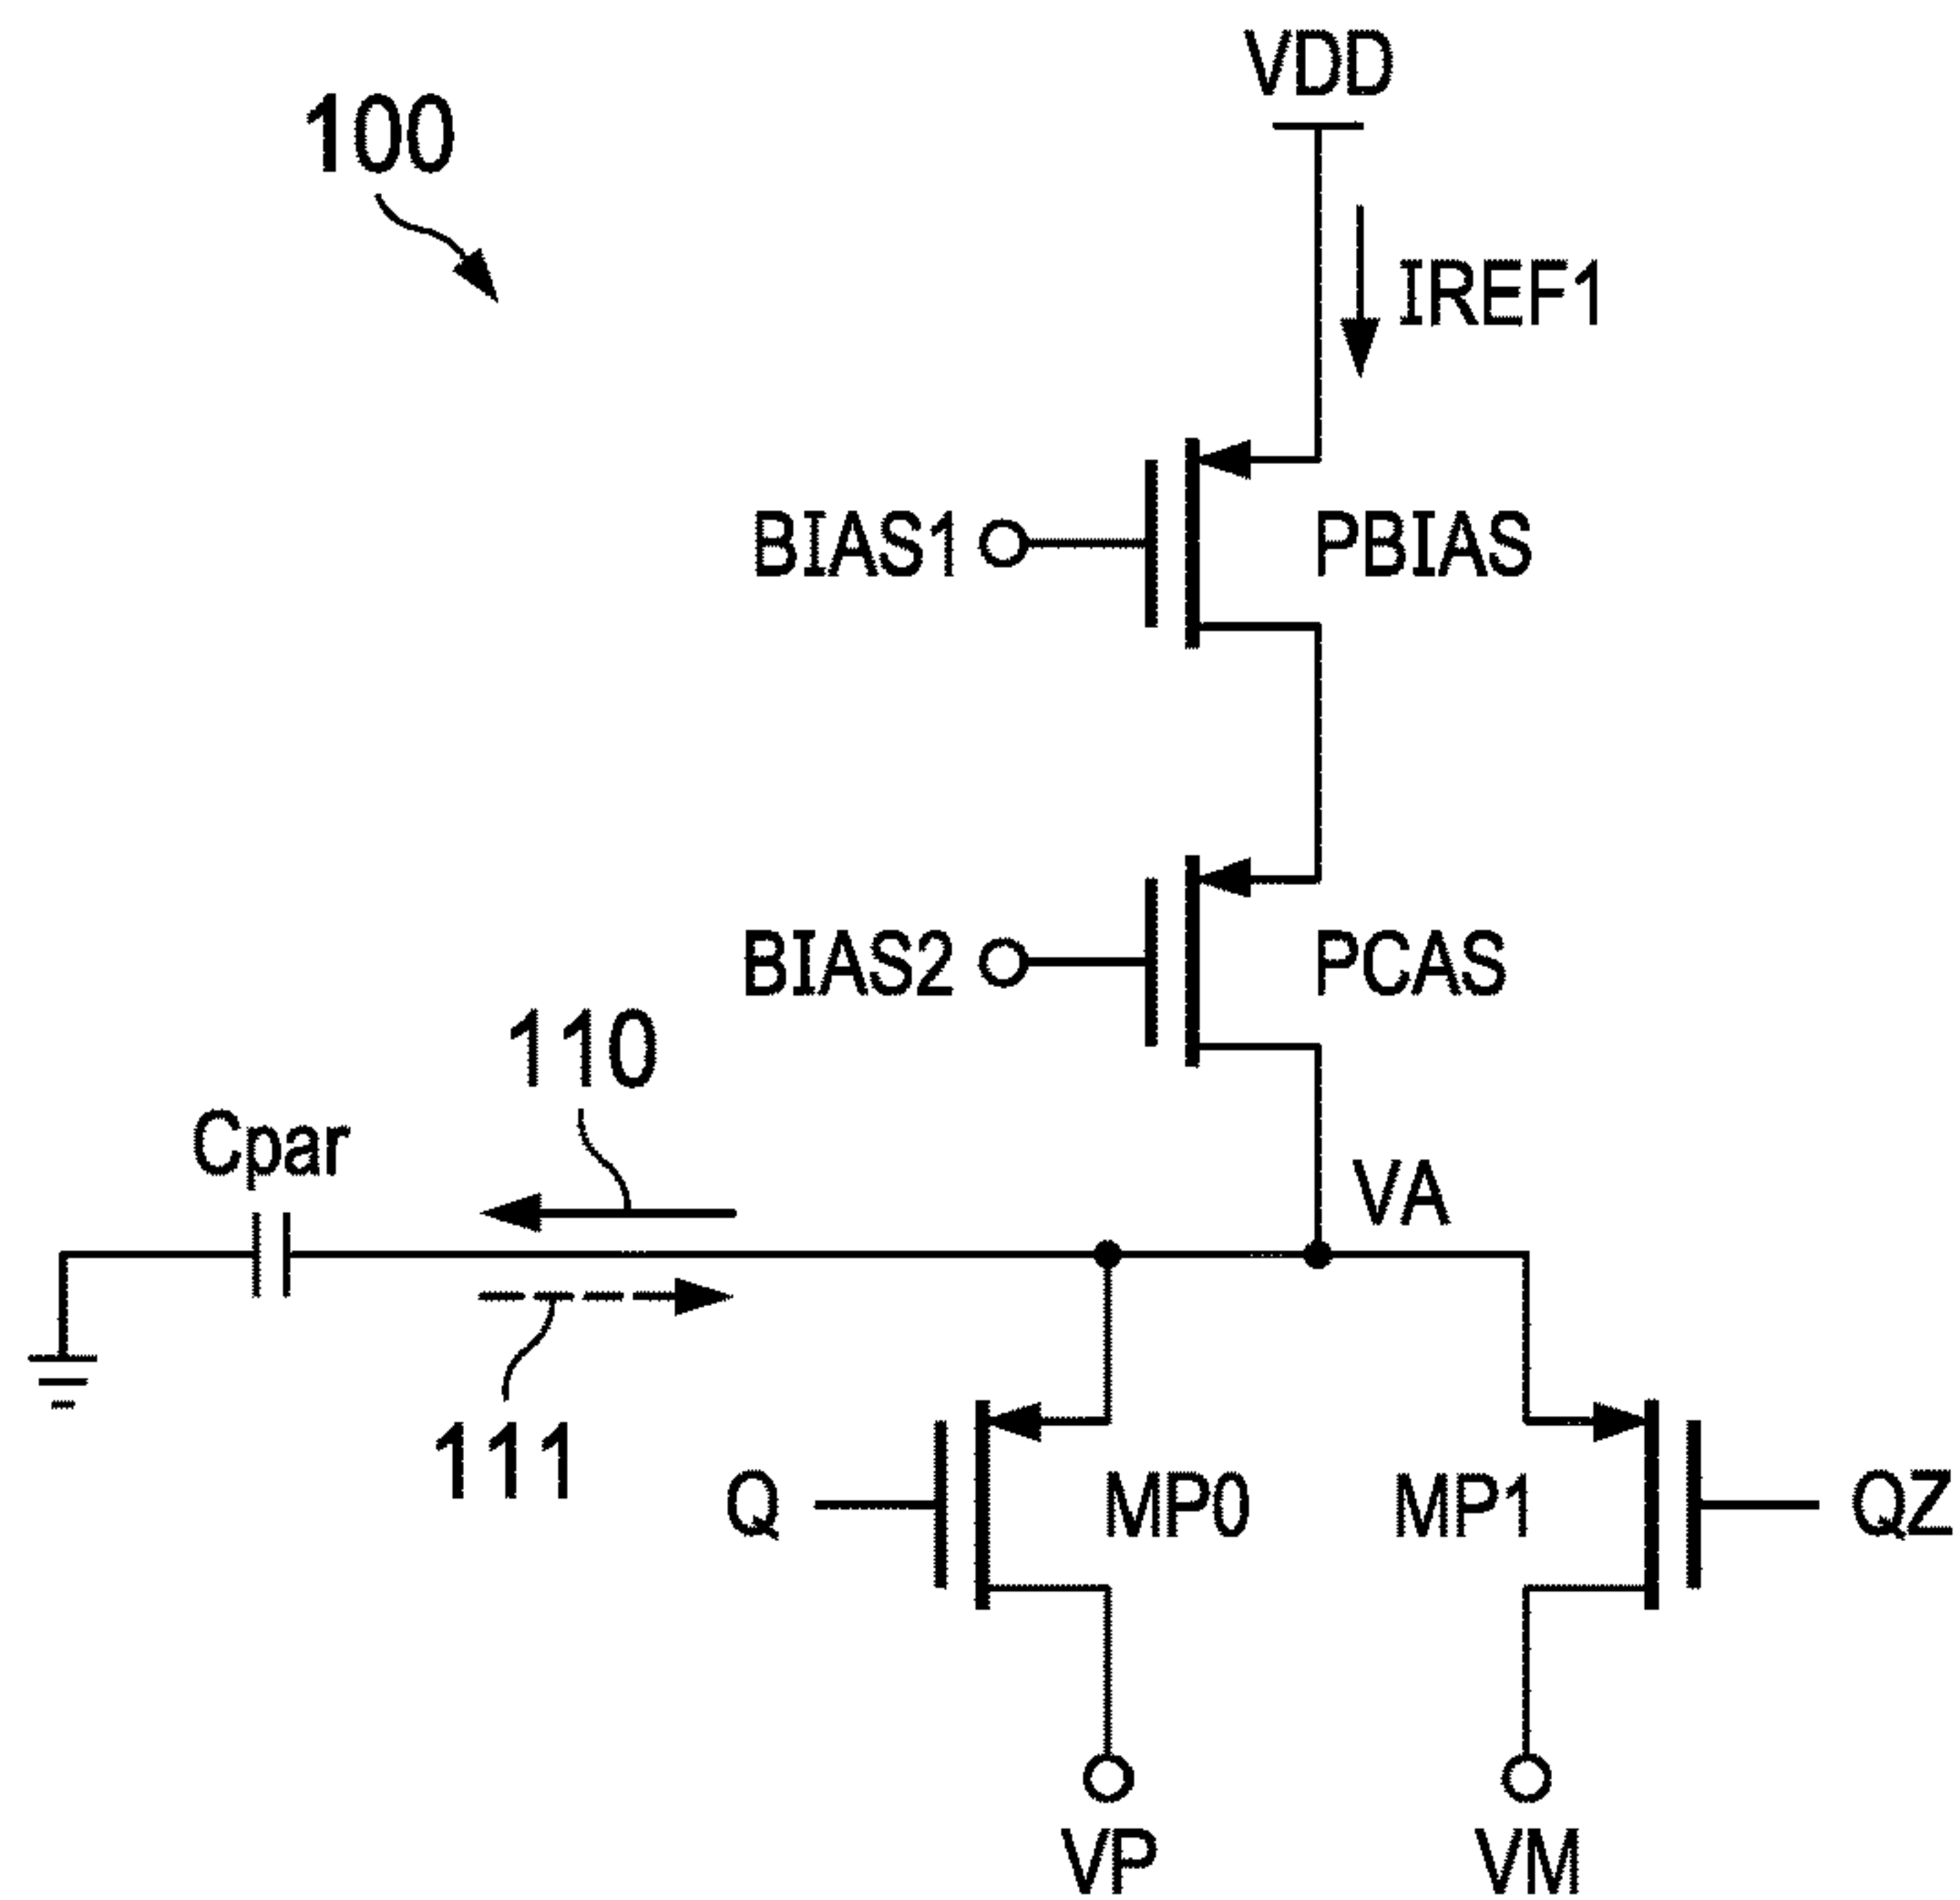 VDD
100
IREF1
BIAS1
PBIAS
BIAS2
PCAS
110
Cpar
VA
111
Q
MP0
MP1
QZ
VP
VM